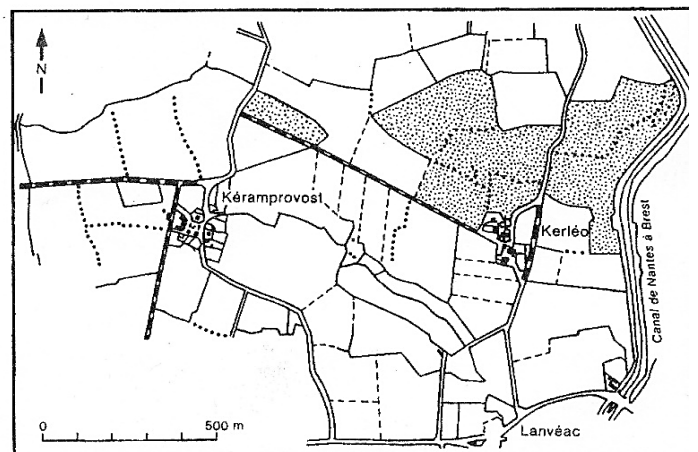 N
Kéramprovost
Kerléo
Canal de Nantes à Brest
0 500 m
Lanvéac